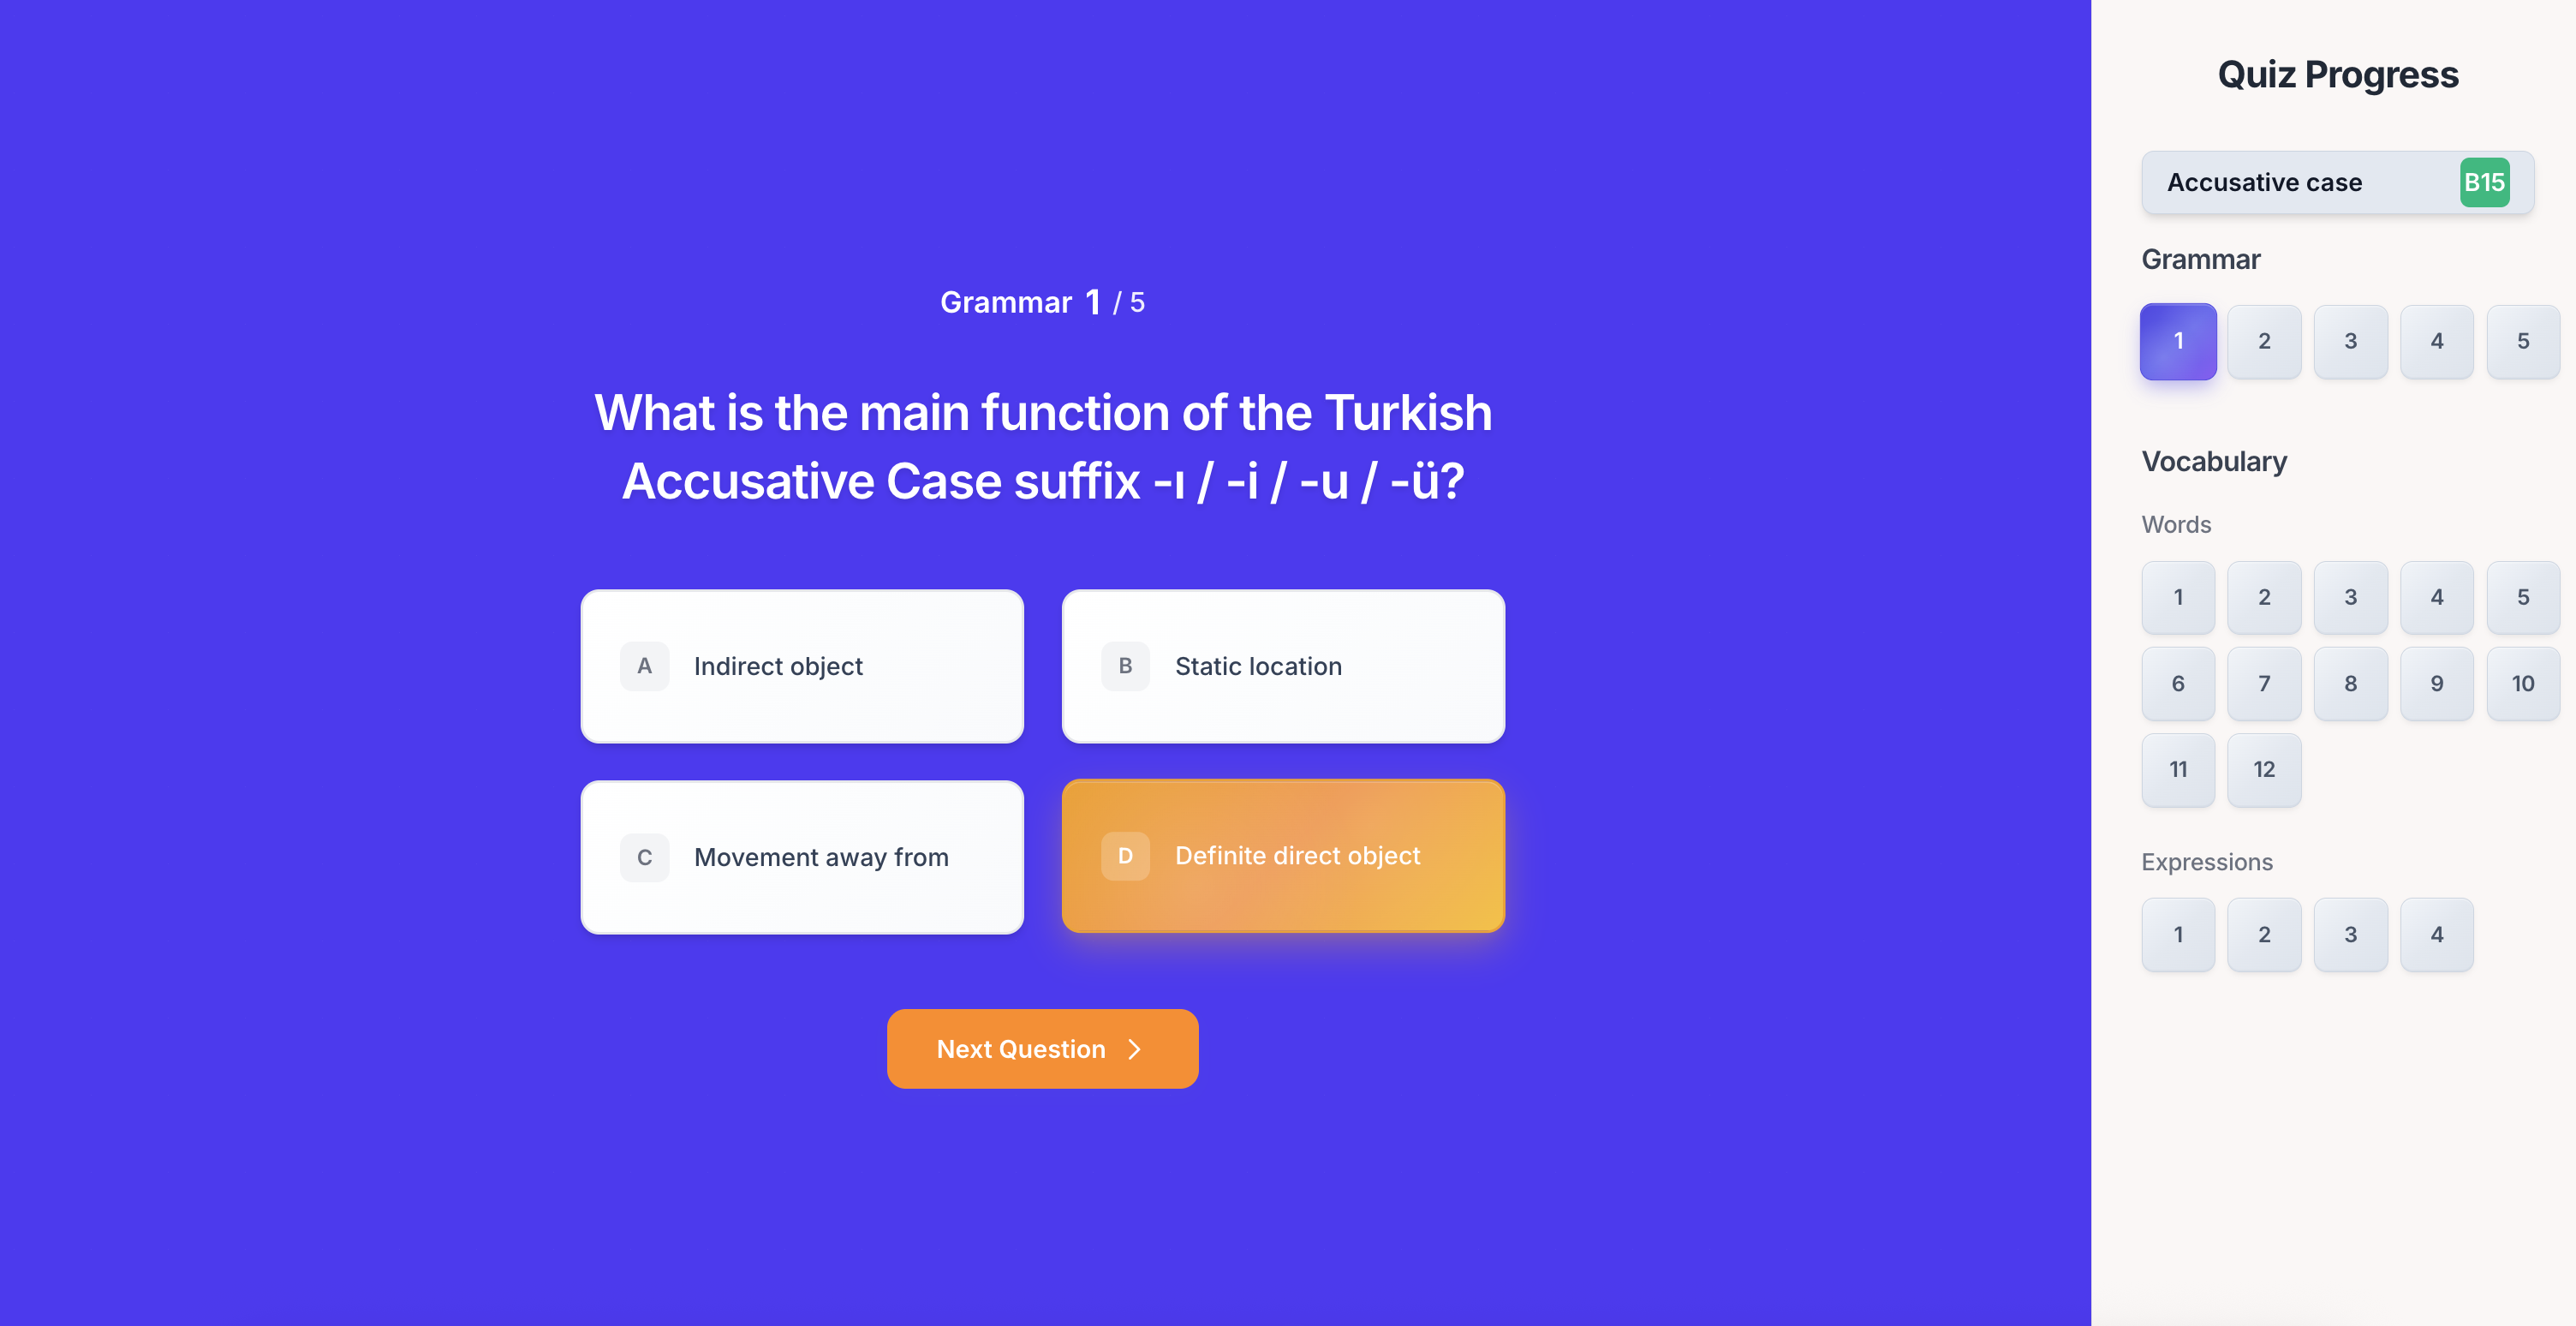 Grammar 1 / 5
What is the main function of the Turkish
Accusative Case suffix -ı / -i / -u / -ü?
A Indirect object
B Static location
C Movement away from
D Definite direct object
Next Question
Quiz Progress
Accusative case B15
Grammar
1 2 3 4 5
Vocabulary
Words
1 2 3 4 5
6 7 8 9 10
11 12
Expressions
1 2 3 4